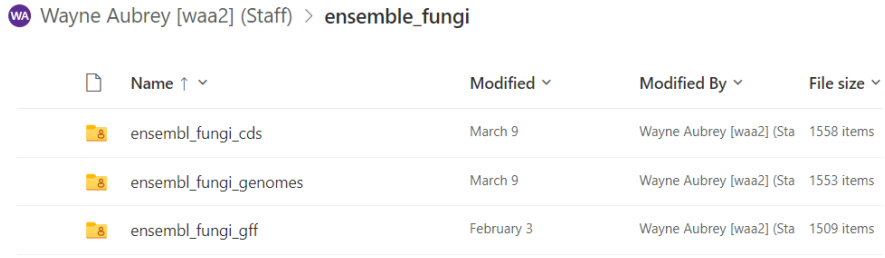 WA Wayne Aubrey [waa2] (Staff) > ensemble_fungi
Name ↑ Modified Modified By File size
ensembl_fungi_cds March 9 Wayne Aubrey [waa2] (Sta 1558 items
ensembl_fungi_genomes March 9 Wayne Aubrey [waa2] (Sta 1553 items
ensembl_fungi_gff February 3 Wayne Aubrey [waa2] (Sta 1509 items